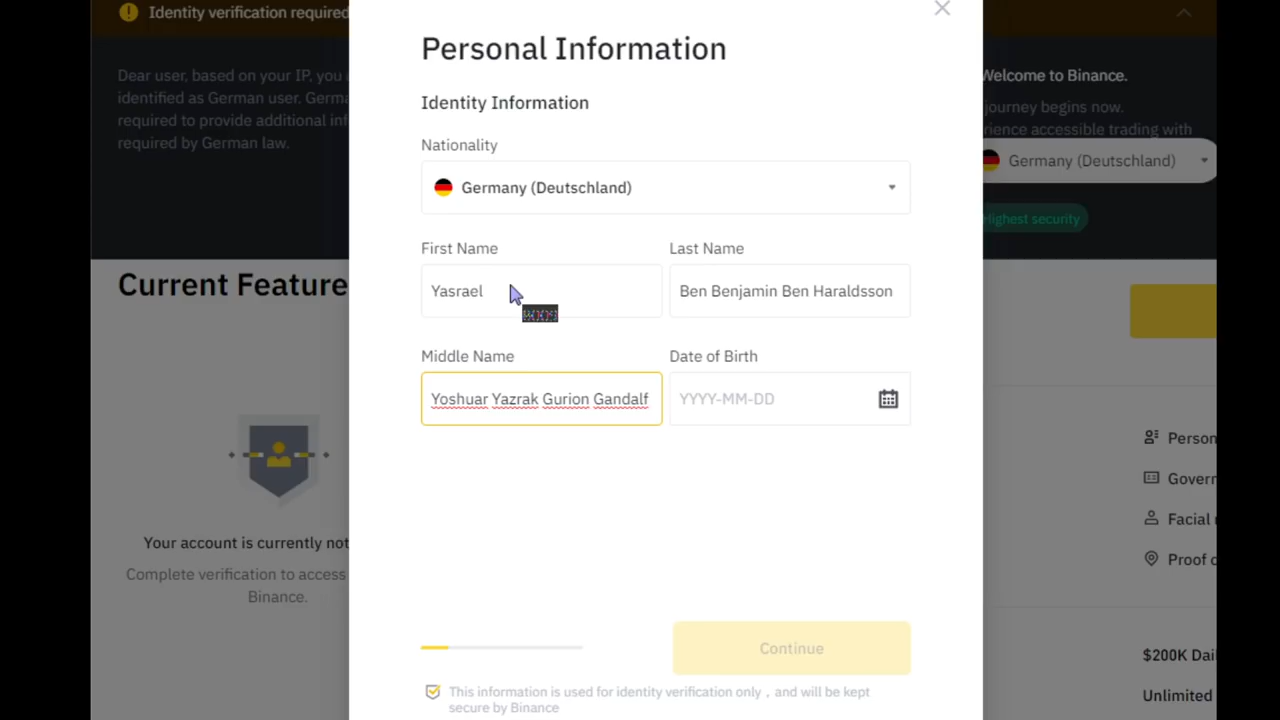 Identity verification required
Personal Information
Dear user, based on your IP, you
identified as German user. Germa
required to provide additional inf
required by German law.
Welcome to Binance.
journey begins now.
rience accessible trading with
Germany (Deutschland)
Highest security
Identity Information
Nationality
Germany (Deutschland)
First Name
Last Name
Yasrael
Ben Benjamin Ben Haraldsson
Middle Name
Date of Birth
Yoshuar Yazrak Gurion Gandalf
YYYY-MM-DD
Current Feature
Your account is currently not
Complete verification to access
Binance.
Person
Govern
Facial r
Proof o
Continue
$200K Dail
Unlimited
This information is used for identity verification only , and will be kept
secure by Binance